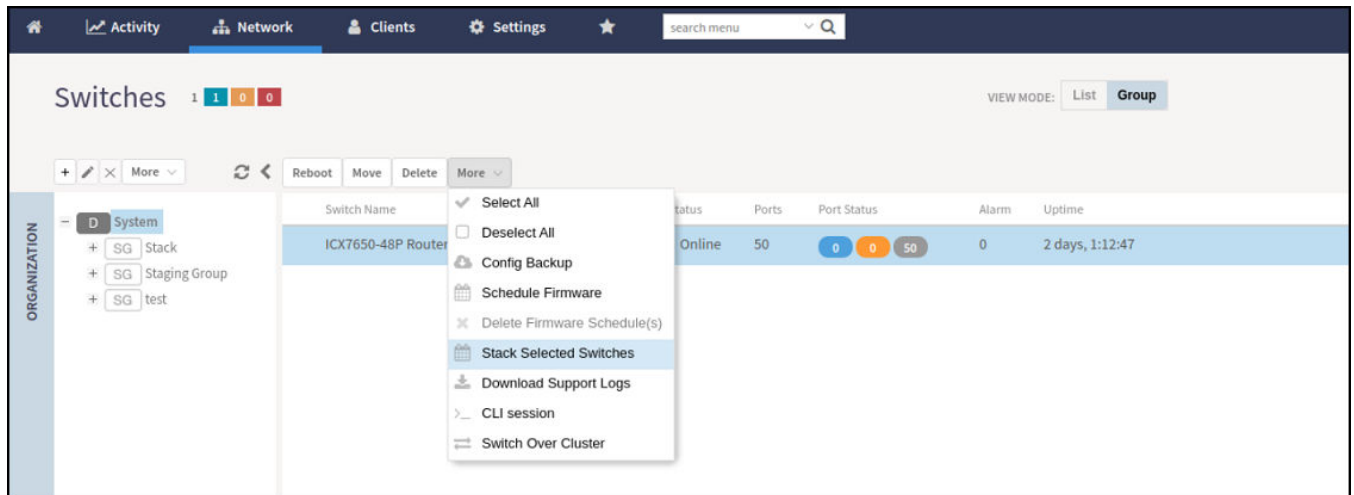 Activity Network Clients Settings search menu
Switches 1 1 0 0 VIEW MODE: List Group
+ More Reboot Move Delete More
ORGANIZATION
− D System
+ SG Stack
+ SG Staging Group
+ SG test
Switch Name tatus Ports Port Status Alarm Uptime
ICX7650-48P Router Online 50 0 0 50 0 2 days, 1:12:47
Select All
Deselect All
Config Backup
Schedule Firmware
Delete Firmware Schedule(s)
Stack Selected Switches
Download Support Logs
CLI session
Switch Over Cluster